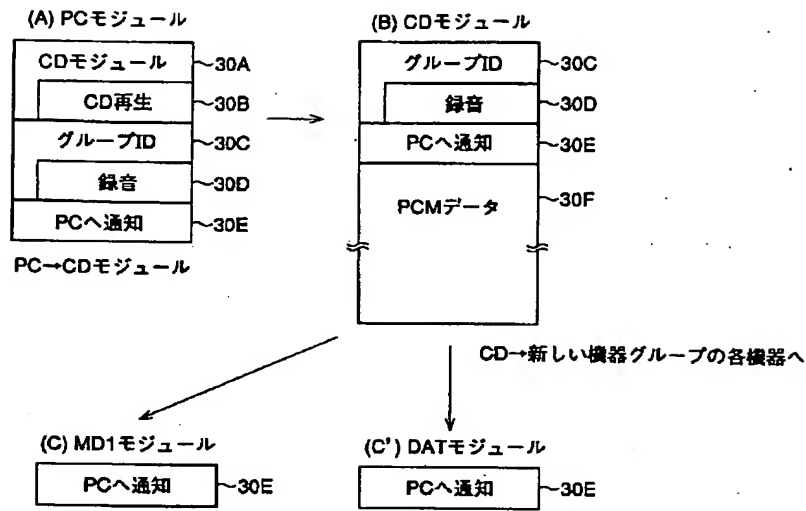 (A) PCモジュール
CDモジュール
30A
CD再生
30B
グループID
30C
録音
30D
PCへ通知
30E
PC→CDモジュール
(B) CDモジュール
グループID
30C
録音
30D
PCへ通知
30E
PCMデータ
30F
CD→新しい機器グループの各機器へ
(C) MD1モジュール
PCへ通知
30E
(C') DATモジュール
PCへ通知
30E